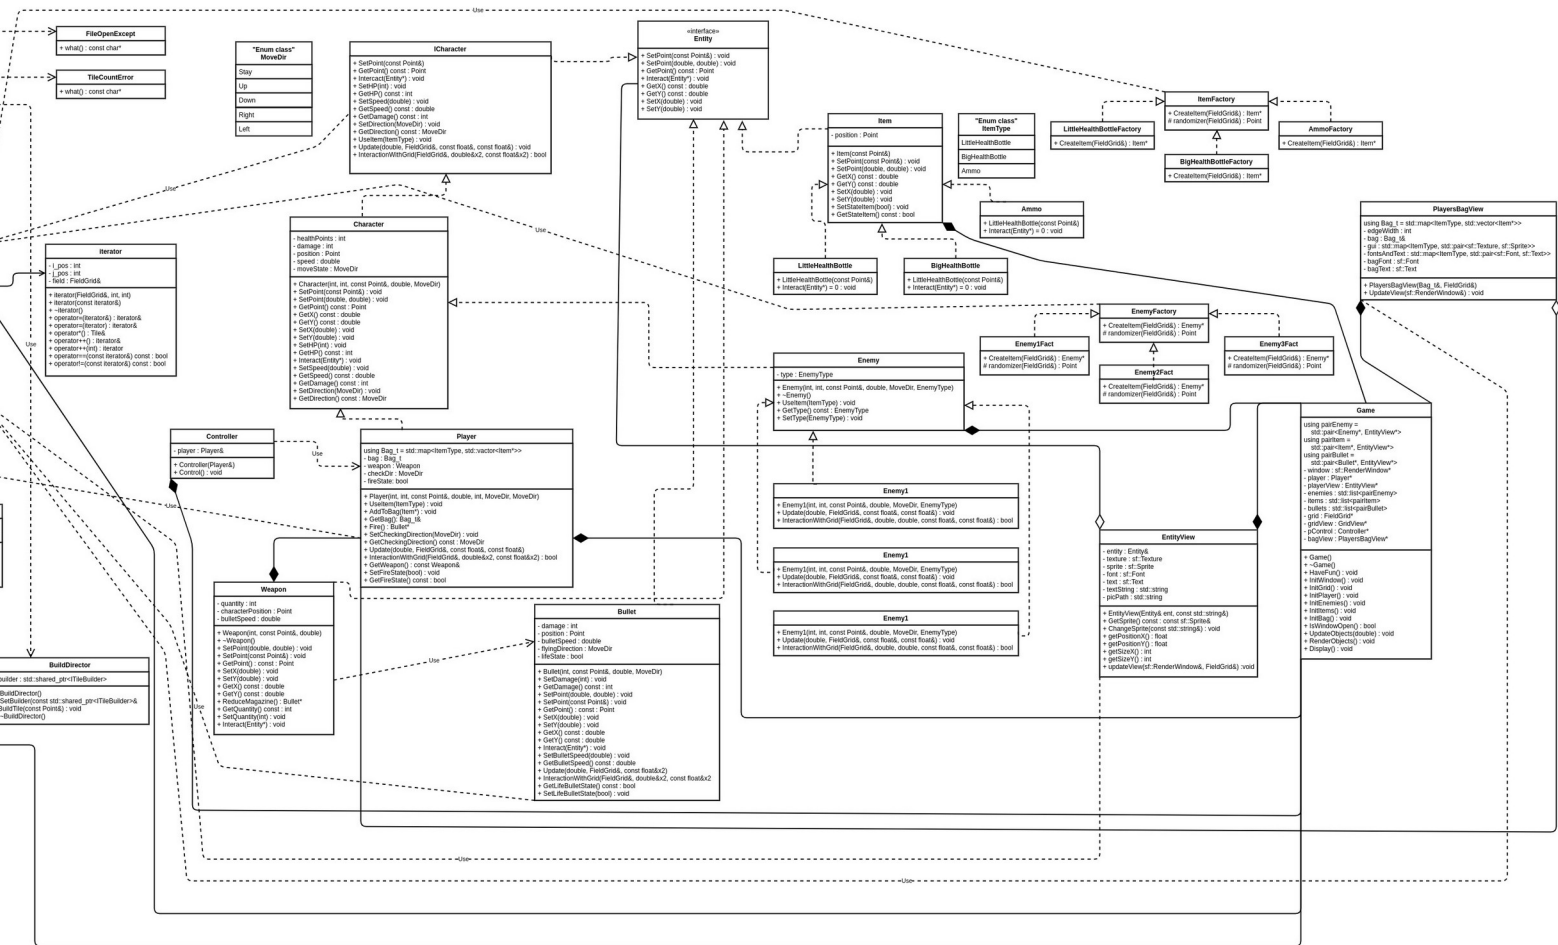 Use
FileOpenExcept
+ what() : const char*
TileCountError
+ what() : const char*
"Enum class"
MoveDir
Stay
Up
Down
Right
Left
ICharacter
+ SetPoint(const Point&)
+ GetPoint() const : Point
+ Intercact(Entity*) : void
+ SetHP(int) : void
+ GetHP() const : int
+ SetSpeed(double) : void
+ GetSpeed() const : double
+ GetDamage() const : int
+ SetDirection(MoveDir) : void
+ GetDirection() const : MoveDir
+ UseItem(ItemType) : void
+ Update(double, FieldGrid&, const float&, const float&) : void
+ InteractionWithGrid(FieldGrid&, double&x2, const float&x2) : bool
«interface»
Entity
+ SetPoint(const Point&) : void
+ SetPoint(double, double) : void
+ GetPoint() const : Point
+ Interact(Entity*) : void
+ GetX() const : double
+ GetY() const : double
+ SetX(double) : void
+ SetY(double) : void
Item
- position : Point
+ Item(const Point&)
+ SetPoint(const Point&) : void
+ SetPoint(double, double) : void
+ GetX() const : double
+ GetY() const : double
+ SetX(double) : void
+ SetY(double) : void
+ SetStateItem(bool) : void
+ GetStateItem() const : bool
"Enum class"
ItemType
LittleHealthBottle
BigHealthBottle
Ammo
ItemFactory
+ CreateItem(FieldGrid&) : Item*
# randomizer(FieldGrid&) : Point
LittleHealthBottleFactory
+ CreateItem(FieldGrid&) : Item*
AmmoFactory
+ CreateItem(FieldGrid&) : Item*
BigHealthBottleFactory
+ CreateItem(FieldGrid&) : Item*
Use
Use
Ammo
+ LittleHealthBottle(const Point&)
+ Interact(Entity*) = 0 : void
LittleHealthBottle
+ LittleHealthBottle(const Point&)
+ Interact(Entity*) = 0 : void
BigHealthBottle
+ LittleHealthBottle(const Point&)
+ Interact(Entity*) = 0 : void
PlayersBagView
using Bag_t = std::map<ItemType, std::vector<Item*>>
- edgeWidth : int
- bag : Bag_t&
- gui : std::map<ItemType, std::pair<sf::Texture, sf::Sprite>>
- fontsAndText : std::map<ItemType, std::pair<sf::Font, sf::Text>>
- bagFont : sf::Font
- bagText : sf::Text
+ PlayersBagView(Bag_t&, FieldGrid&)
+ UpdateView(sf::RenderWindow&) : void
iterator
- i_pos : int
- j_pos : int
- field : FieldGrid&
+ iterator(FieldGrid&, int, int)
+ iterator(const iterator&)
+ ~iterator()
+ operator=(iterator&) : iterator&
+ operator=(iterator) : iterator&
+ operator*() : Tile&
+ operator++() : iterator&
+ operator++(int) : iterator
+ operator==(const iterator&) const : bool
+ operator!=(const iterator&) const : bool
Use
Character
- healthPoints : int
- damage : int
- position : Point
- speed : double
- moveState : MoveDir
+ Character(int, int, const Point&, double, MoveDir)
+ SetPoint(const Point&) : void
+ SetPoint(double, double) : void
+ GetPoint() const : Point
+ GetX() const : double
+ GetY() const : double
+ SetX(double) : void
+ SetY(double) : void
+ SetHP(int) : void
+ GetHP() const : int
+ Interact(Entity*) : void
+ SetSpeed(double) : void
+ GetSpeed() const : double
+ GetDamage() const : int
+ SetDirection(MoveDir) : void
+ GetDirection() const : MoveDir
EnemyFactory
+ CreateItem(FieldGrid&) : Enemy*
# randomizer(FieldGrid&) : Point
Enemy1Fact
+ CreateItem(FieldGrid&) : Enemy*
# randomizer(FieldGrid&) : Point
Enemy3Fact
+ CreateItem(FieldGrid&) : Enemy*
# randomizer(FieldGrid&) : Point
Enemy2Fact
+ CreateItem(FieldGrid&) : Enemy*
# randomizer(FieldGrid&) : Point
Enemy
- type : EnemyType
+ Enemy(int, int, const Point&, double, MoveDir, EnemyType)
+ ~Enemy()
+ UseItem(ItemType) : void
+ GetType() const : EnemyType
+ SetType(EnemyType) : void
Controller
- player : Player&
+ Controller(Player&)
+ Control() : void
Use
Use
Player
using Bag_t = std::map<ItemType, std::vactor<Item*>>
- bag : Bag_t
- weapon : Weapon
- checkDir : MoveDir
- fireState: bool
+ Player(int, int, const Point&, double, int, MoveDir, MoveDir)
+ UseItem(ItemType) : void
+ AddToBag(Item*) : void
+ GetBag(): Bag_t&
+ Fire() : Bullet*
+ SetCheckingDirection(MoveDir) : void
+ GetCheckingDirection() const : MoveDir
+ Update(double, FieldGrid&, const float&, const float&)
+ InteractionWithGrid(FieldGrid&, double&x2, const float&x2) : bool
+ GetWeapon() : const Weapon&
+ SetFireState(bool) : void
+ GetFireState() const : bool
Enemy1
+ Enemy1(int, int, const Point&, double, MoveDir, EnemyType)
+ Update(double, FieldGrid&, const float&, const float&) : void
+ InteractionWithGrid(FieldGrid&, double, double, const float&, const float&) : bool
Enemy1
+ Enemy1(int, int, const Point&, double, MoveDir, EnemyType)
+ Update(double, FieldGrid&, const float&, const float&) : void
+ InteractionWithGrid(FieldGrid&, double, double, const float&, const float&) : bool
Enemy1
+ Enemy1(int, int, const Point&, double, MoveDir, EnemyType)
+ Update(double, FieldGrid&, const float&, const float&) : void
+ InteractionWithGrid(FieldGrid&, double, double, const float&, const float&) : bool
EntityView
- entity : Entity&
- texture : sf::Texture
- sprite : sf::Sprite
- font : sf::Font
- text : sf::Text
- textString : std::string
- picPath : std::string
+ EntityView(Entity& ent, const std::string&)
+ GetSprite() const : const sf::Sprite&
+ ChangeSprite(const std::string&) : void
+ getPositionX() : float
+ getPositionY() : float
+ getSizeX() : int
+ getSizeY() : int
+ updateView(sf::RenderWindow&, FieldGrid&) :void
Game
using pairEnemy =
std::pair<Enemy*, EntityView*>
using pairItem =
std::pair<Item*, EntityView*>
using pairBullet =
std::pair<Bullet*, EntityView*>
- window : sf::RenderWindow*
- player : Player*
- playerView : EntityView*
- enemies : std::list<pairEnemy>
- items : std::list<pairItem>
- bullets : std::list<pairBullet>
- grid : FieldGrid*
- gridView : GridView*
- pControl : Controller*
- bagView : PlayersBagView*
+ Game()
+ ~Game()
+ HaveFun() : void
+ InitWindow() : void
+ InitGrid() : void
+ InitPlayer() : void
+ InitEnemies() : void
+ InitItems() : void
+ InitBag() : void
+ IsWindowOpen() : bool
+ UpdateObjects(double) : void
+ RenderObjects() : void
+ Display() : void
Weapon
- quantity : int
- characterPosition : Point
- bulletSpeed : double
+ Weapon(int, const Point&, double)
+ ~Weapon()
+ SetPoint(double, double) : void
+ SetPoint(const Point&) : void
+ GetPoint() : const Point
+ SetX(double) : void
+ SetY(double) : void
+ GetX() const : double
+ GetY() const : double
+ ReduceMagazine() : Bullet*
+ GetQuantity() const : int
+ SetQuantity(int) : void
+ Interact(Entity*) : void
Use
Bullet
- damage : int
- position : Point
- bulletSpeed : double
- flyingDirection : MoveDir
- lifeState : bool
+ Bullet(int, const Point&, double, MoveDir)
+ SetDamage(int) : void
+ GetDamage() const : int
+ SetPoint(double, double) : void
+ SetPoint(const Point&) : void
+ GetPoint() : const : Point
+ SetX(double) : void
+ SetY(double) : void
+ GetX() const : double
+ GetY() const : double
+ Interact(Entity*) : void
+ SetBulletSpeed(double) : void
+ GetBulletSpeed() const : double
+ Update(double, FieldGrid&, const float&x2)
+ InteractionWithGrid(FieldGrid&, double&x2, const float&x2
+ GetLifeBulletState() const : bool
+ SetLifeBulletState(bool) : void
BuildDirector
uilder : std::shared_ptr<ITileBuilder>
BuildDirector()
SetBuilder(const std::shared_ptr<ITileBuilder>&
BuildTile(const Point&) : void
~BuildDirector()
Use
Use
Use